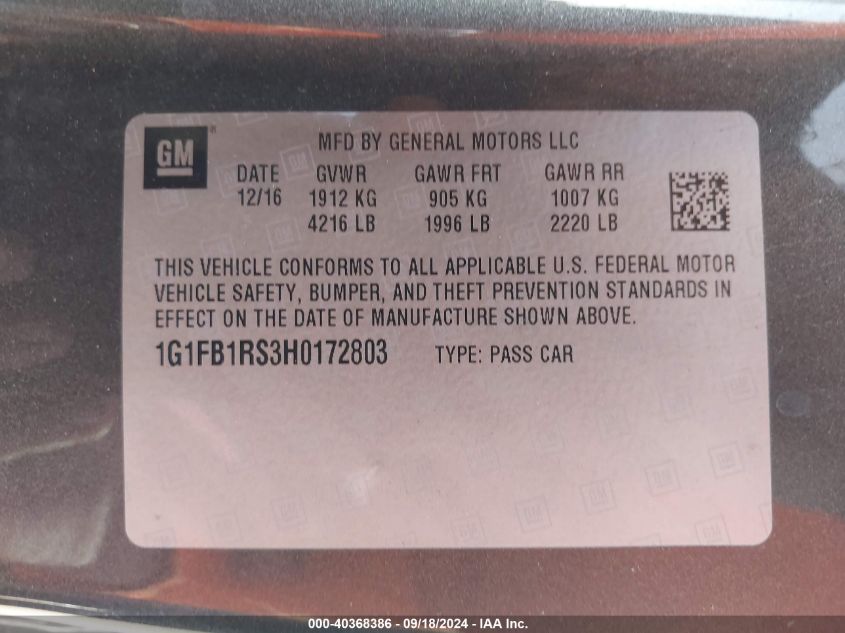 GM ®
MFD BY GENERAL MOTORS LLC
DATE GVWR GAWR FRT GAWR RR
12/16 1912 KG 905 KG 1007 KG
4216 LB 1996 LB 2220 LB
THIS VEHICLE CONFORMS TO ALL APPLICABLE U.S. FEDERAL MOTOR
VEHICLE SAFETY, BUMPER, AND THEFT PREVENTION STANDARDS IN
EFFECT ON THE DATE OF MANUFACTURE SHOWN ABOVE.
1G1FB1RS3H0172803 TYPE: PASS CAR
000-40368386 - 09/18/2024 - IAA Inc.